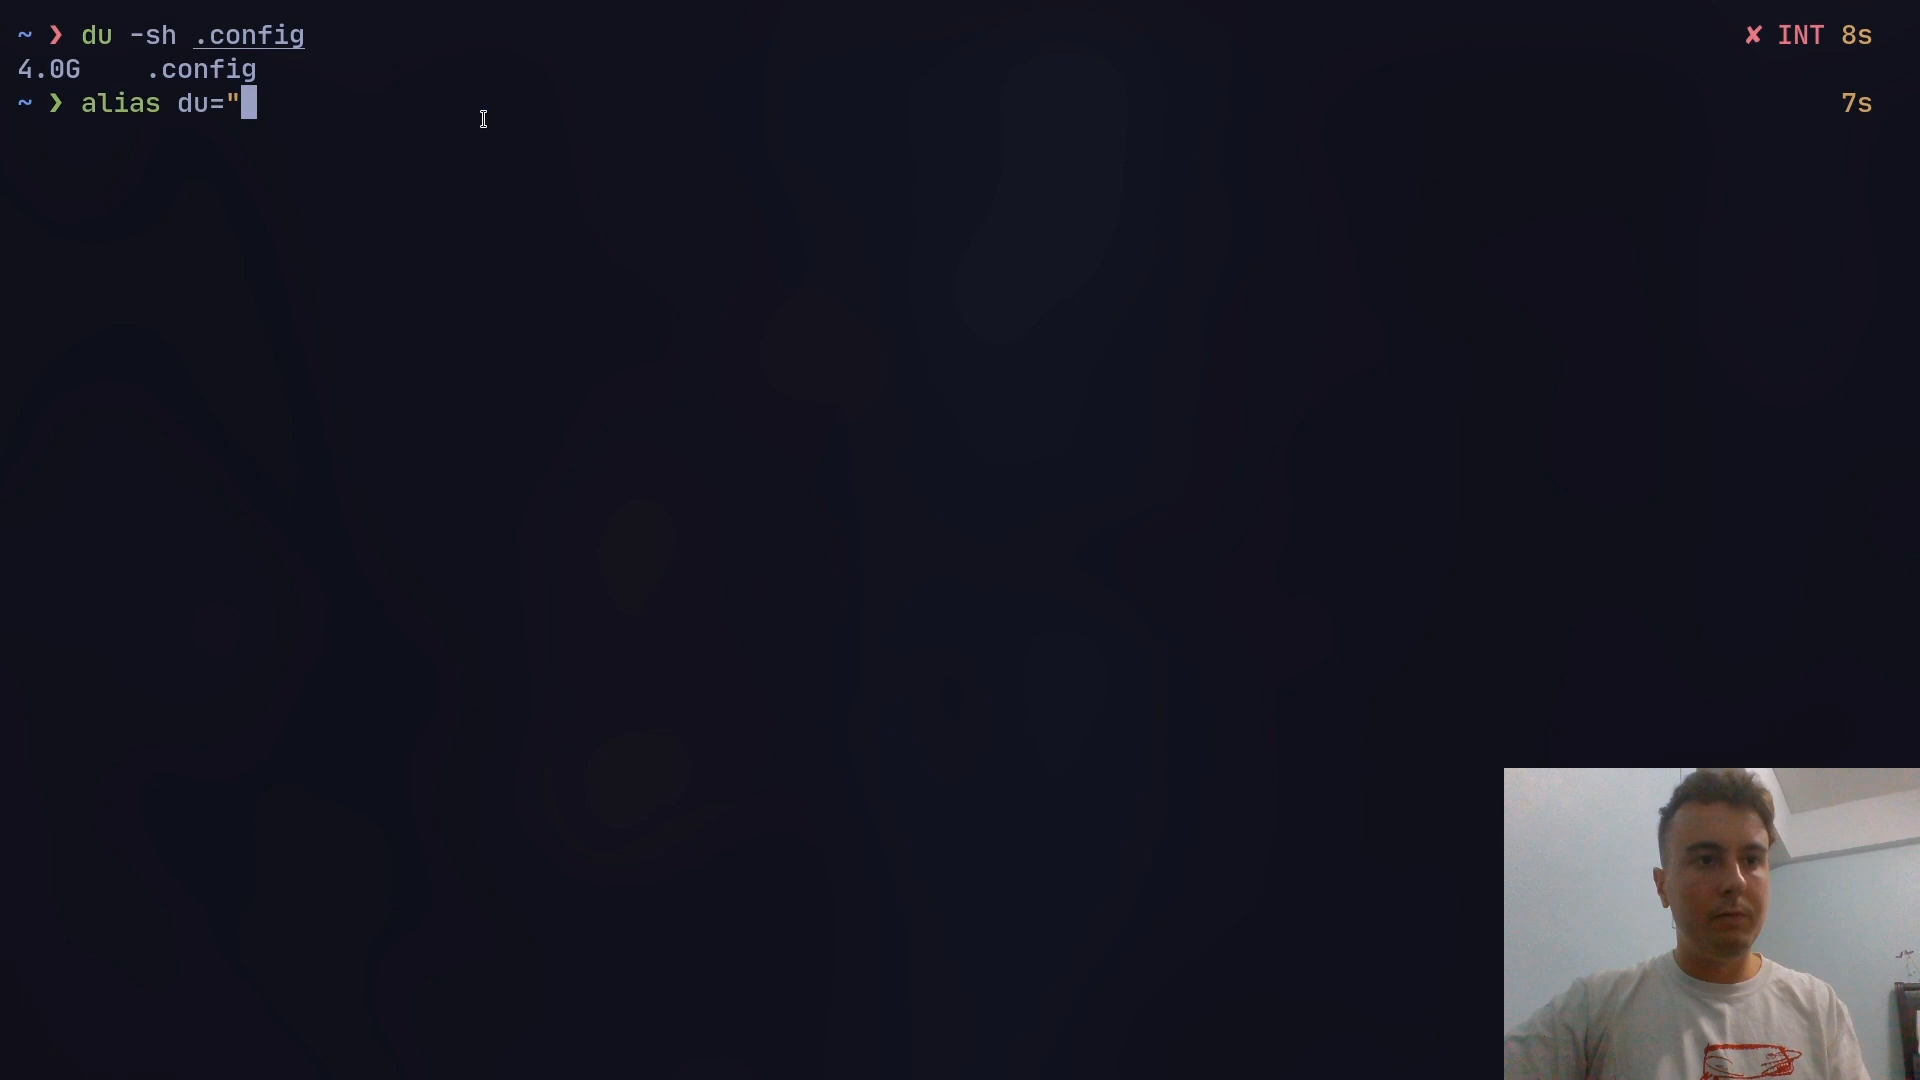 ~ ❯ du -sh .config ✘ INT 8s
4.0G .config
~ ❯ alias du=" 7s